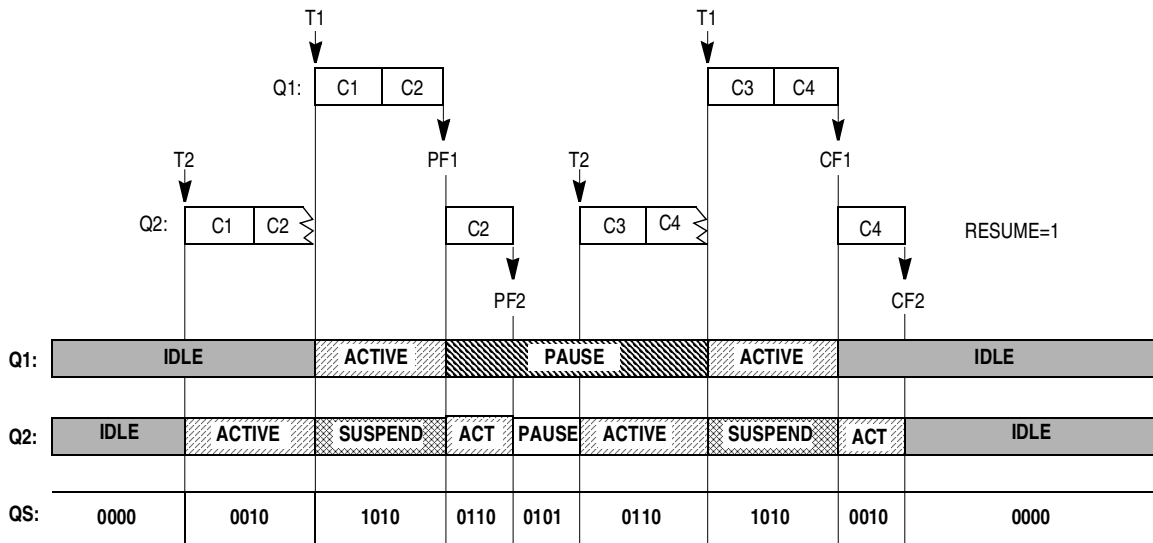 T1 T1
Q1: C1 C2 C3 C4
T2 PF1 T2 CF1
Q2: C1 C2 C2 C3 C4 C4 RESUME=1
PF2 CF2
Q1: IDLE ACTIVE PAUSE ACTIVE IDLE
Q2: IDLE ACTIVE SUSPEND ACT PAUSE ACTIVE SUSPEND ACT IDLE
QS: 0000 0010 1010 0110 0101 0110 1010 0010 0000